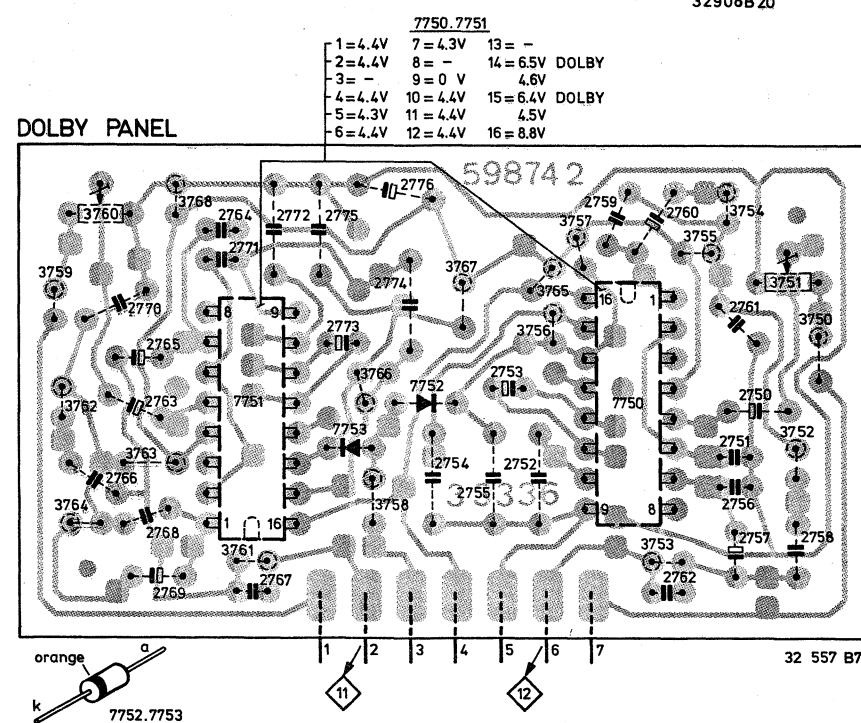 32906B20
7750.7751
1=4.4V 7=4.3V 13= –
2=4.4V 8= – 14=6.5V DOLBY
3= – 9=0 V 4.6V
4=4.4V 10=4.4V 15=6.4V DOLBY
5=4.3V 11=4.4V 4.5V
6=4.4V 12=4.4V 16=8.8V
DOLBY PANEL
598742
3760 3768 2764 2772 2775 2776 2759 2760 3754
2771 3757 3755
3759 2774 3767 3765 3751
2770 8 9 16 1 2761 3750
2765 2773 3756
3766 7752 2753
3762 2763 7751 7750 2750
7753 3752
3763 2754 2752 2751
2766 39336
3764 3758 2755 2756
2768 1 16 9 8 2757 2758
3761 3753
2769 2767 2762
1 2 3 4 5 6 7
32 557 B7
orange a
k
7752.7753
11 12